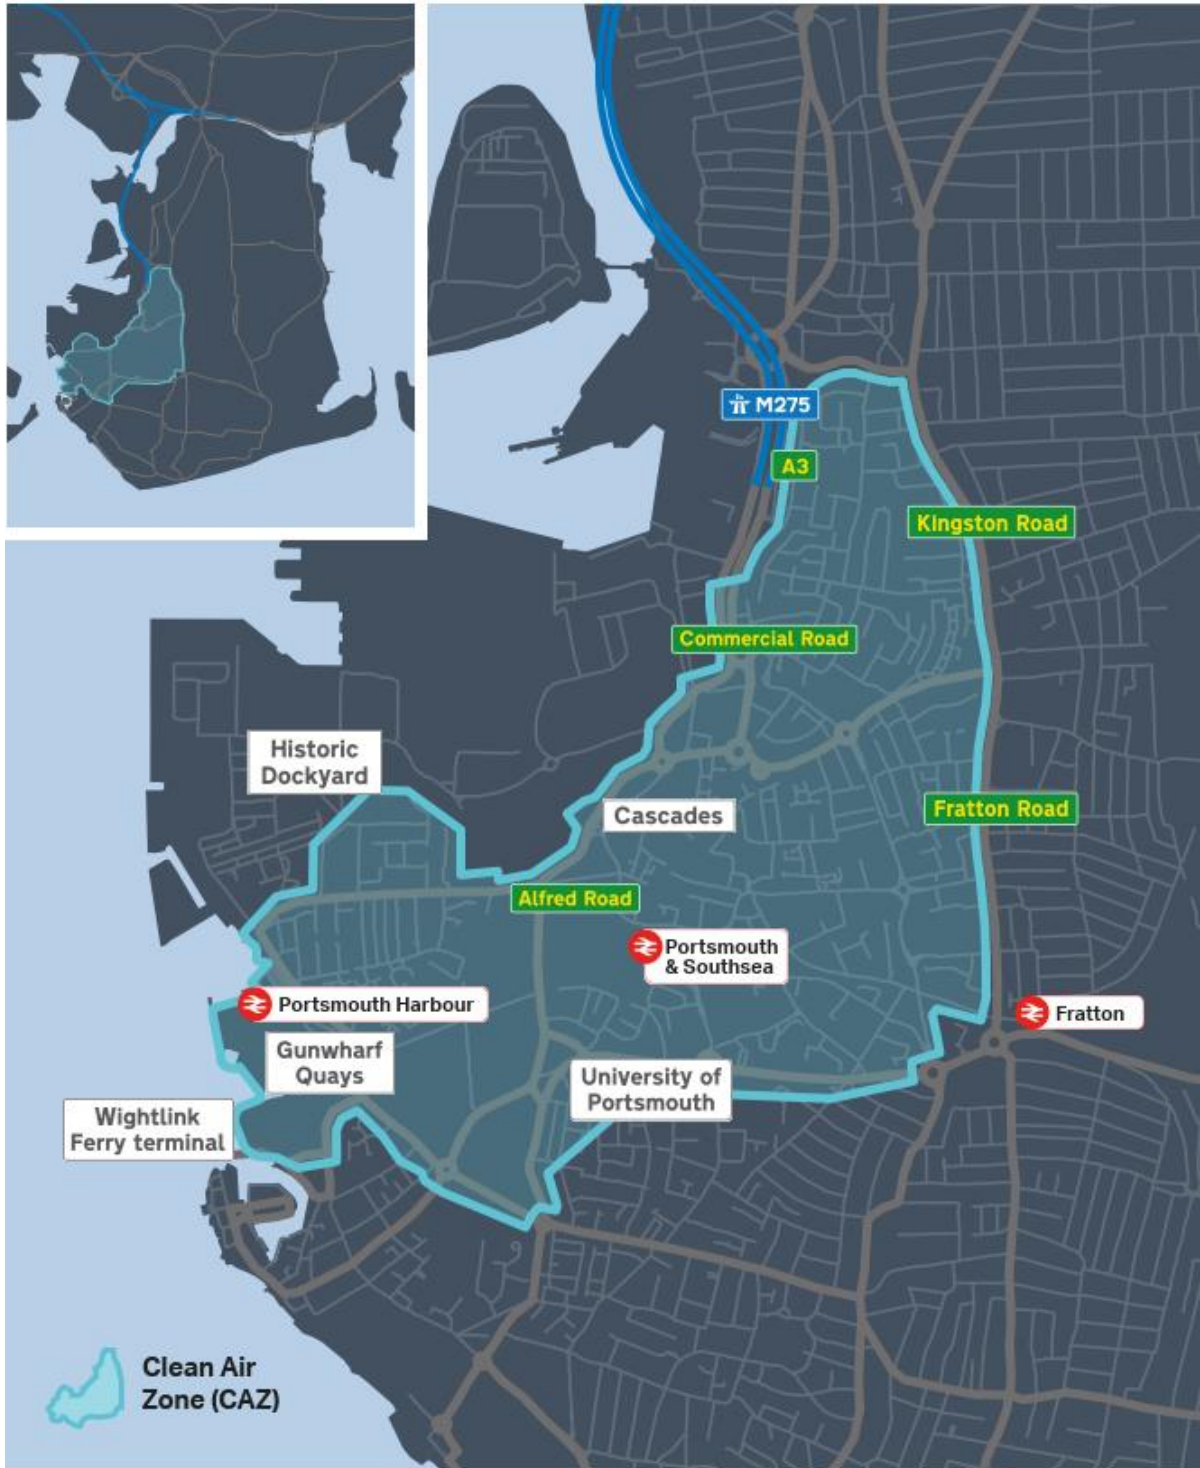 M275
A3
Kingston Road
Commercial Road
Historic
Dockyard
Cascades
Fratton Road
Alfred Road
Portsmouth
& Southsea
Portsmouth Harbour
Fratton
Gunwharf
Quays
University of
Portsmouth
Wightlink
Ferry terminal
Clean Air
Zone (CAZ)